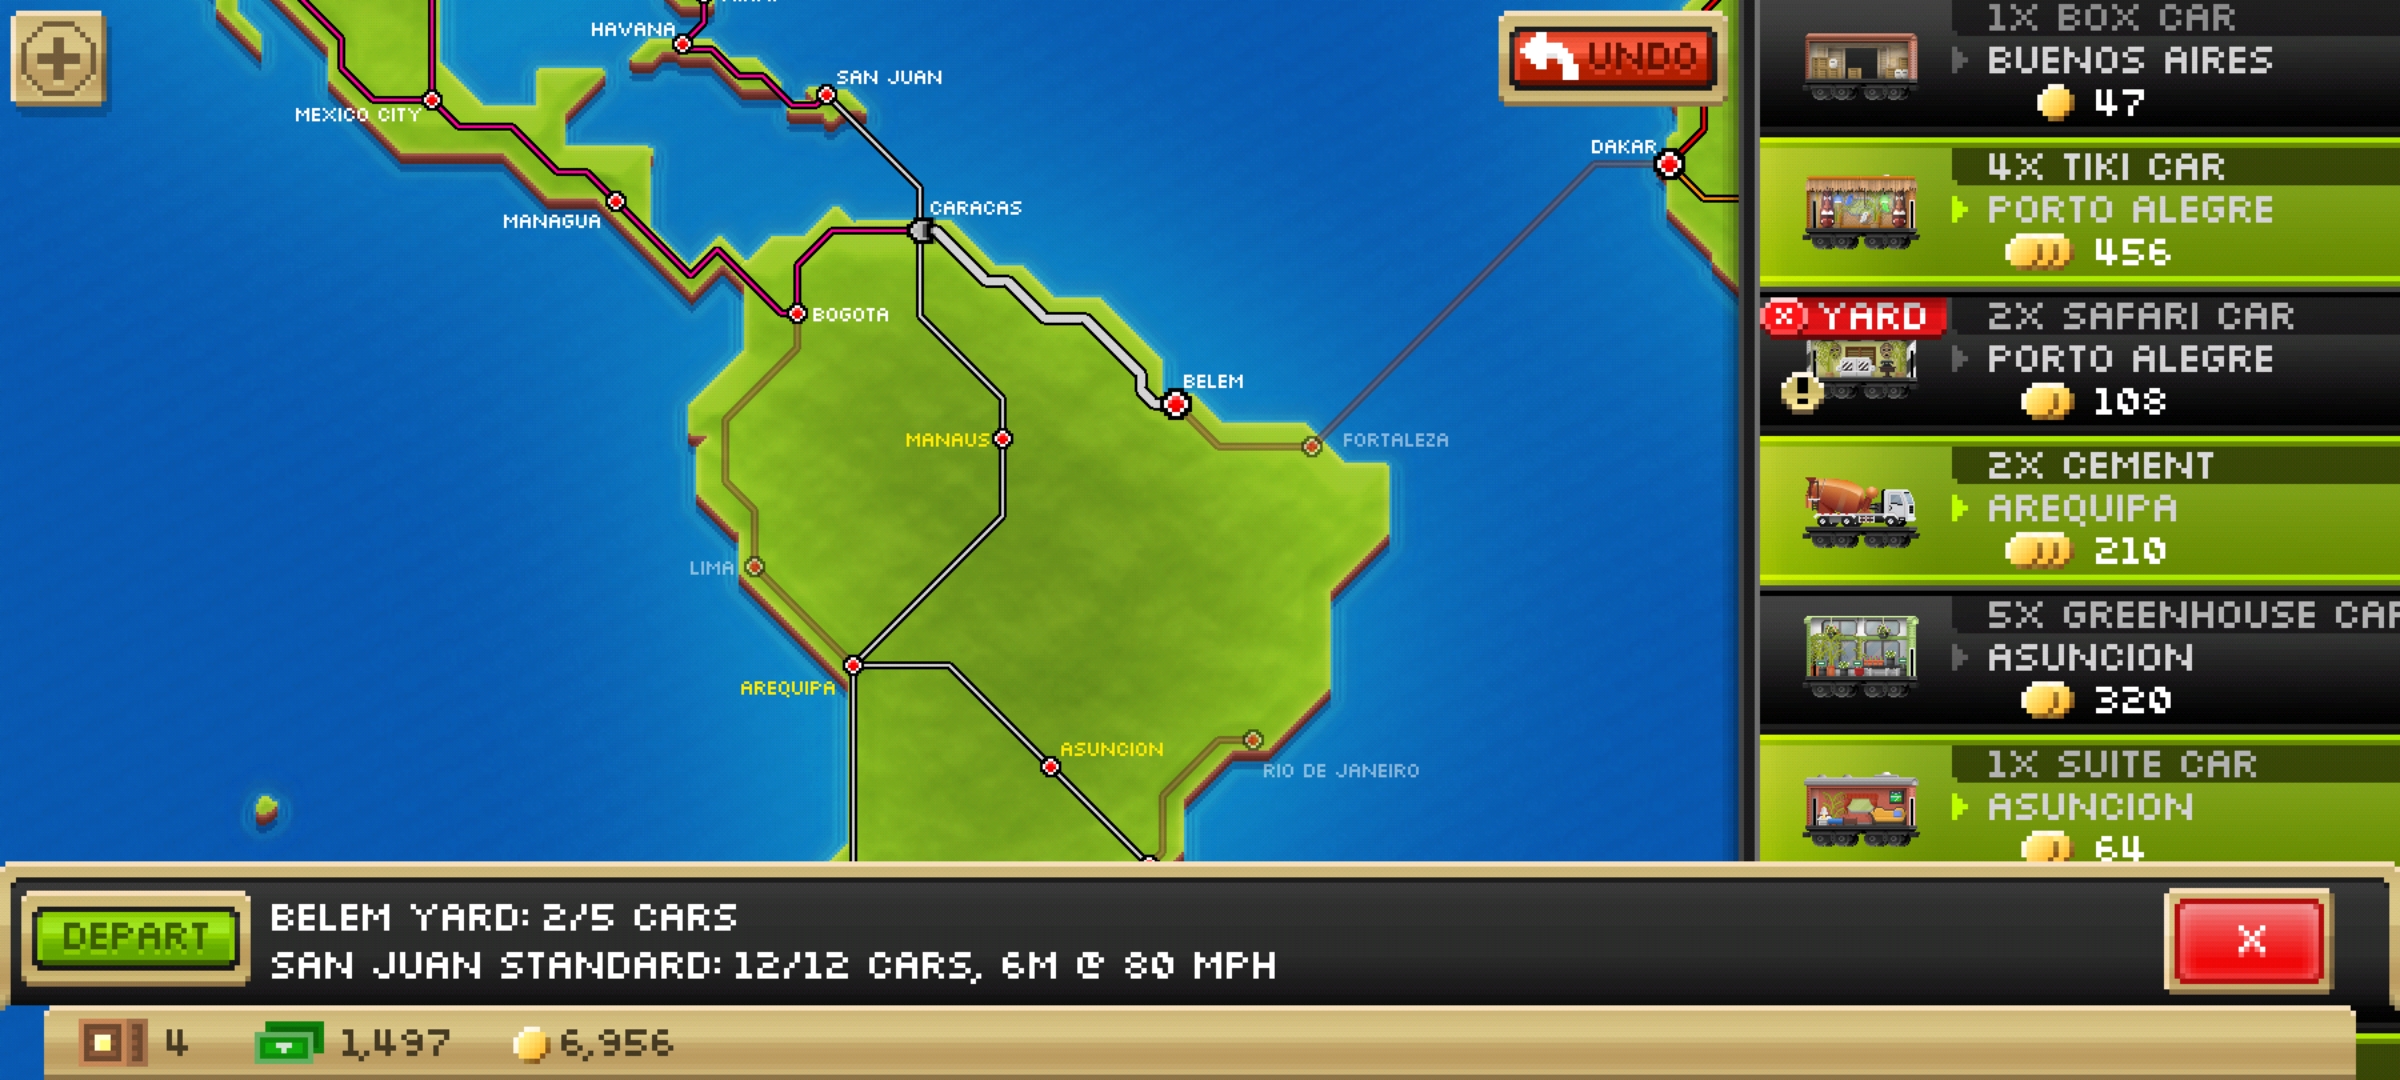 HAVANA
SAN JUAN
MEXICO CITY
MANAGUA
CARACAS
BOGOTA
BELEM
MANAUS
FORTALEZA
LIMA
AREQUIPA
ASUNCION
RIO DE JANEIRO
DAKAR
UNDO
1X BOX CAR
BUENOS AIRES
47
4X TIKI CAR
PORTO ALEGRE
456
YARD
2X SAFARI CAR
PORTO ALEGRE
108
2X CEMENT
AREQUIPA
210
5X GREENHOUSE CAR
ASUNCION
320
1X SUITE CAR
ASUNCION
64
DEPART
BELEM YARD: 2/5 CARS
SAN JUAN STANDARD: 12/12 CARS, 6M @ 80 MPH
X
4
1,497
6,956